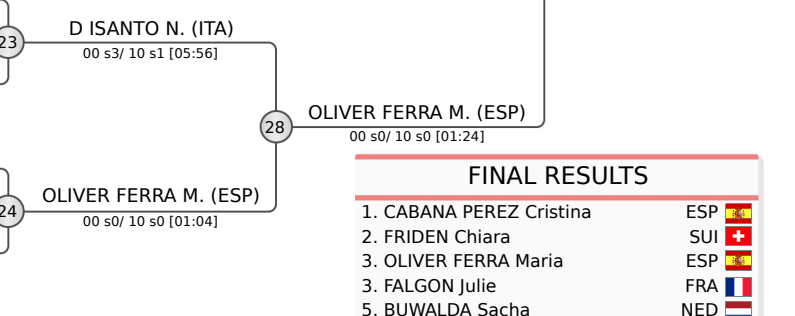 23
D ISANTO N. (ITA)
00 s3/ 10 s1 [05:56]
28
OLIVER FERRA M. (ESP)
00 s0/ 10 s0 [01:24]
24
OLIVER FERRA M. (ESP)
00 s0/ 10 s0 [01:04]
FINAL RESULTS
1. CABANA PEREZ Cristina ESP
2. FRIDEN Chiara SUI
3. OLIVER FERRA Maria ESP
3. FALGON Julie FRA
5. BUWALDA Sacha NED